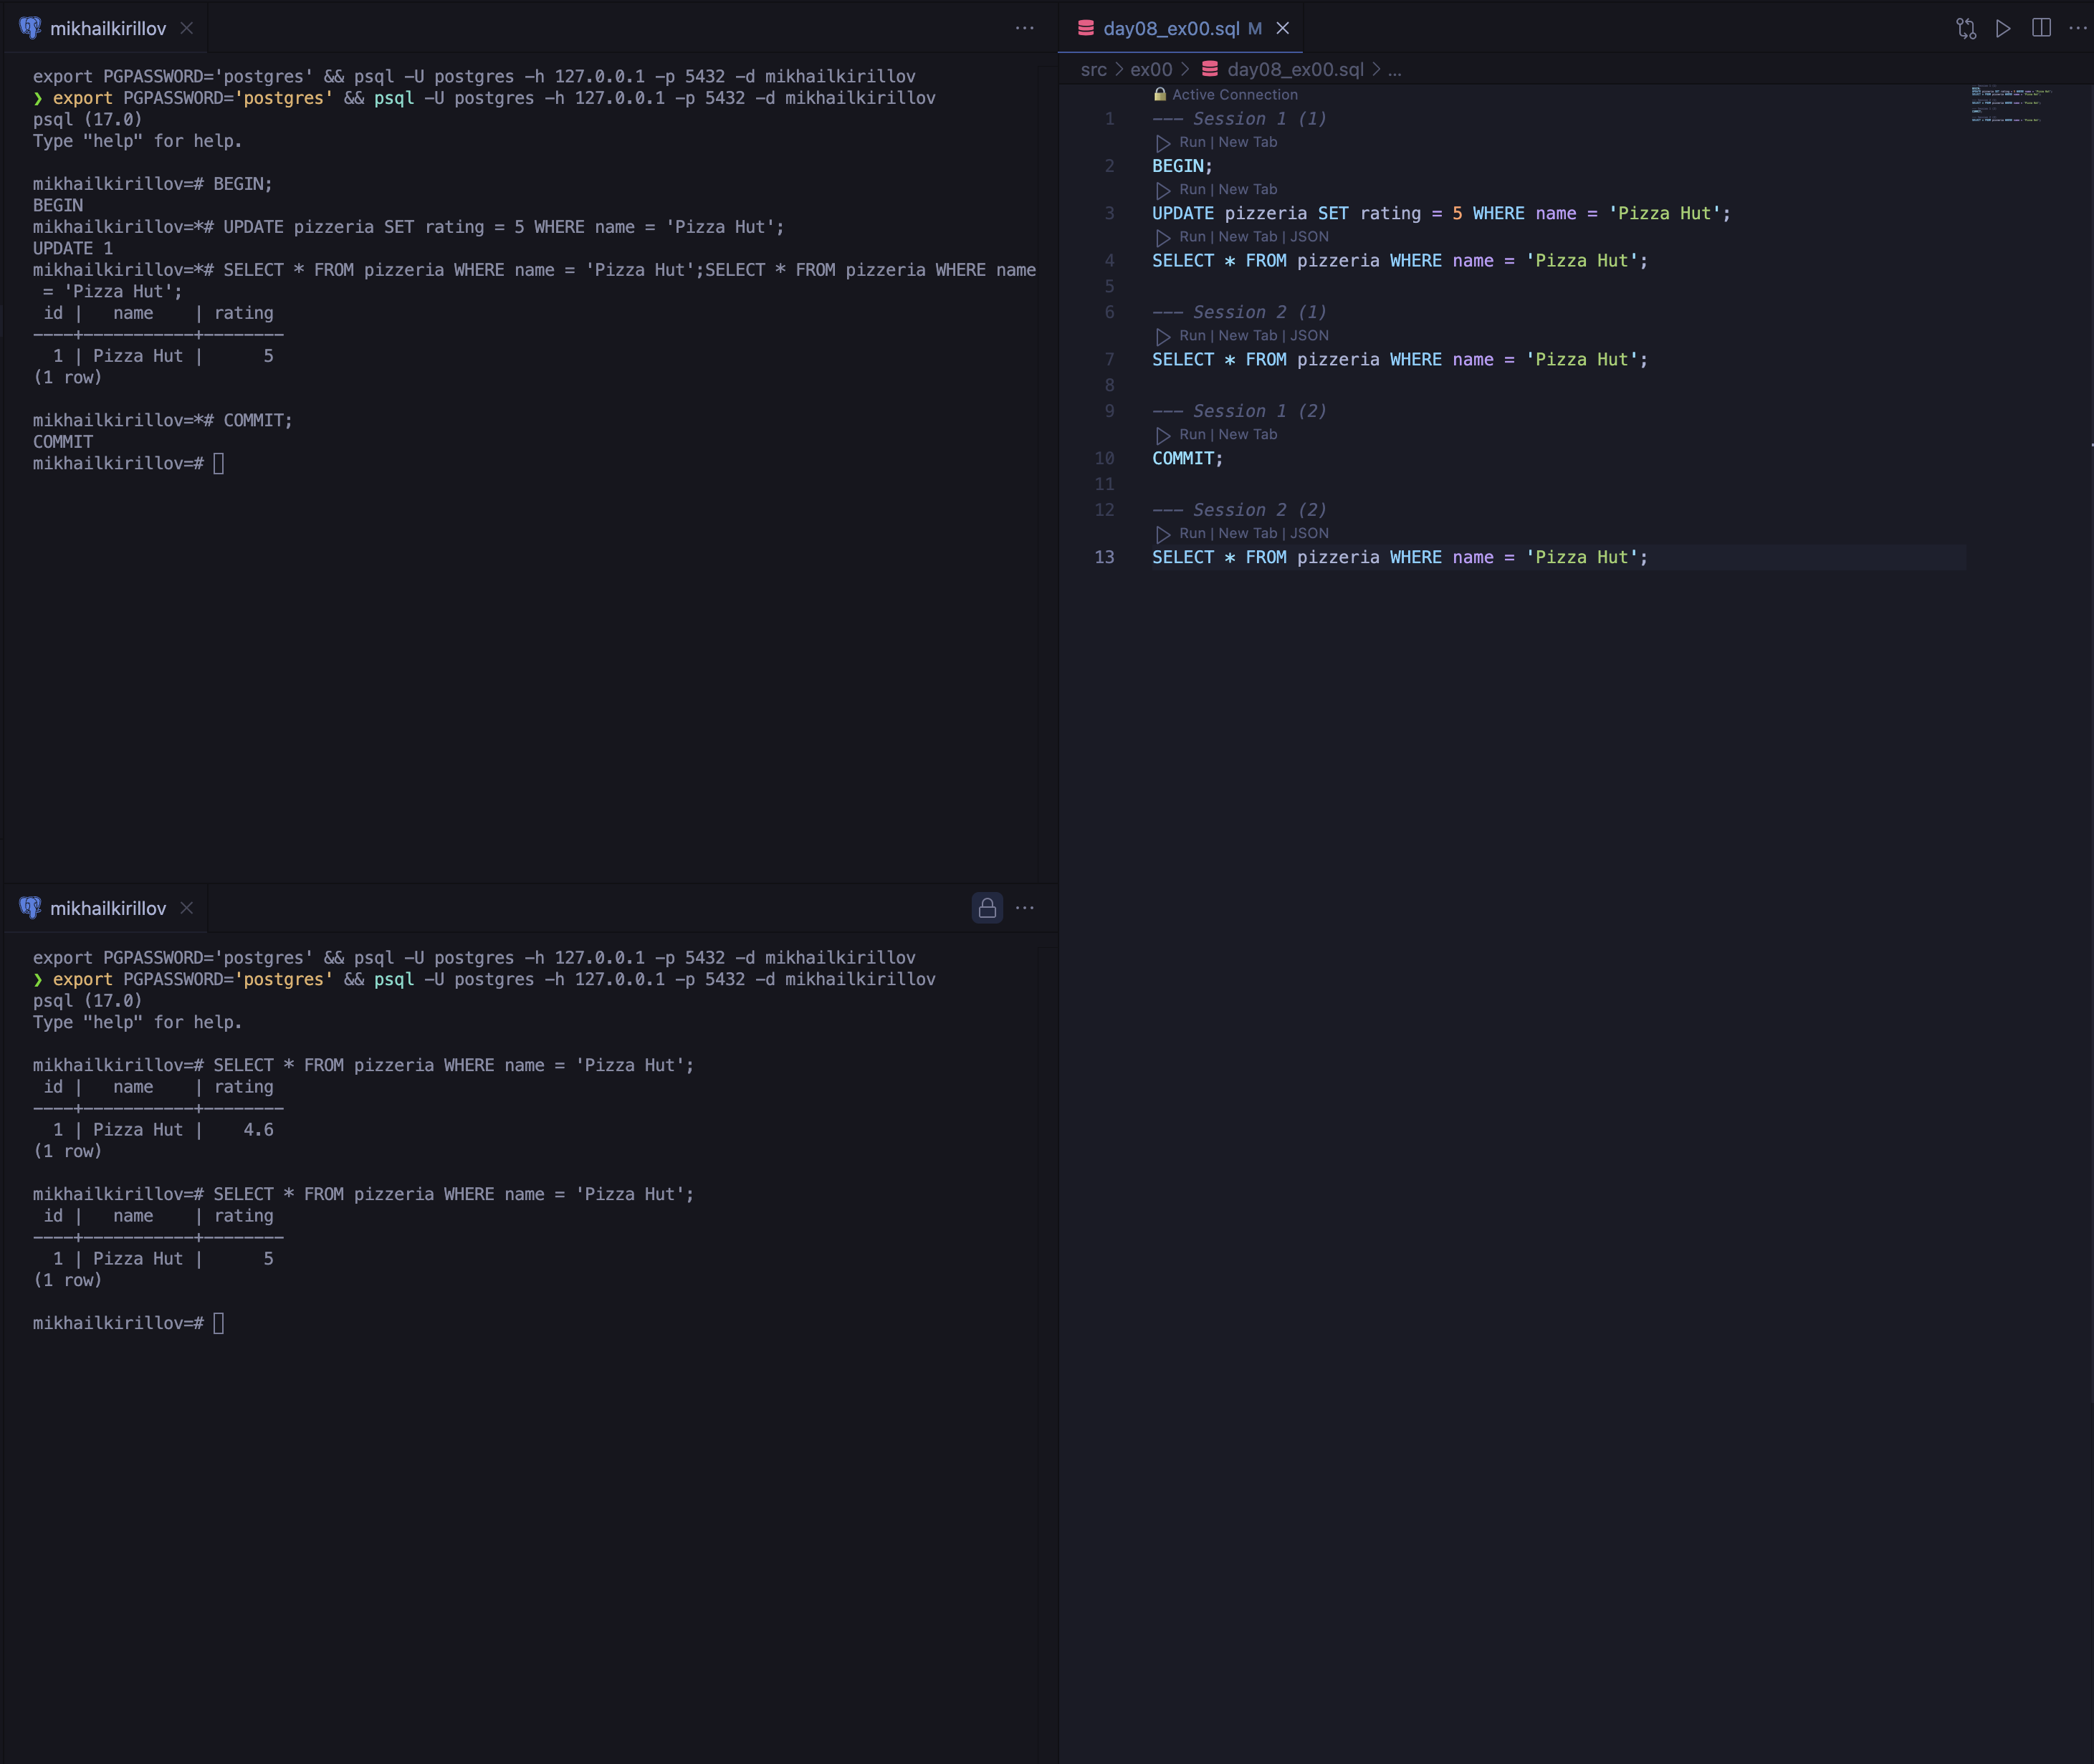 mikhailkirillov
export PGPASSWORD='postgres' && psql -U postgres -h 127.0.0.1 -p 5432 -d mikhailkirillov
❯ export PGPASSWORD='postgres' && psql -U postgres -h 127.0.0.1 -p 5432 -d mikhailkirillov
psql (17.0)
Type "help" for help.
mikhailkirillov=# BEGIN;
BEGIN
mikhailkirillov=*# UPDATE pizzeria SET rating = 5 WHERE name = 'Pizza Hut';
UPDATE 1
mikhailkirillov=*# SELECT * FROM pizzeria WHERE name = 'Pizza Hut';SELECT * FROM pizzeria WHERE name
 = 'Pizza Hut';
 id |   name    | rating
----+-----------+--------
  1 | Pizza Hut |      5
(1 row)
mikhailkirillov=*# COMMIT;
COMMIT
mikhailkirillov=#
mikhailkirillov
export PGPASSWORD='postgres' && psql -U postgres -h 127.0.0.1 -p 5432 -d mikhailkirillov
❯ export PGPASSWORD='postgres' && psql -U postgres -h 127.0.0.1 -p 5432 -d mikhailkirillov
psql (17.0)
Type "help" for help.
mikhailkirillov=# SELECT * FROM pizzeria WHERE name = 'Pizza Hut';
 id |   name    | rating
----+-----------+--------
  1 | Pizza Hut |    4.6
(1 row)
mikhailkirillov=# SELECT * FROM pizzeria WHERE name = 'Pizza Hut';
 id |   name    | rating
----+-----------+--------
  1 | Pizza Hut |      5
(1 row)
mikhailkirillov=#
day08_ex00.sql M
src > ex00 > day08_ex00.sql > ...
Active Connection
1 --- Session 1 (1)
Run | New Tab
2 BEGIN;
Run | New Tab
3 UPDATE pizzeria SET rating = 5 WHERE name = 'Pizza Hut';
Run | New Tab | JSON
4 SELECT * FROM pizzeria WHERE name = 'Pizza Hut';
5
6 --- Session 2 (1)
Run | New Tab | JSON
7 SELECT * FROM pizzeria WHERE name = 'Pizza Hut';
8
9 --- Session 1 (2)
Run | New Tab
10 COMMIT;
11
12 --- Session 2 (2)
Run | New Tab | JSON
13 SELECT * FROM pizzeria WHERE name = 'Pizza Hut';